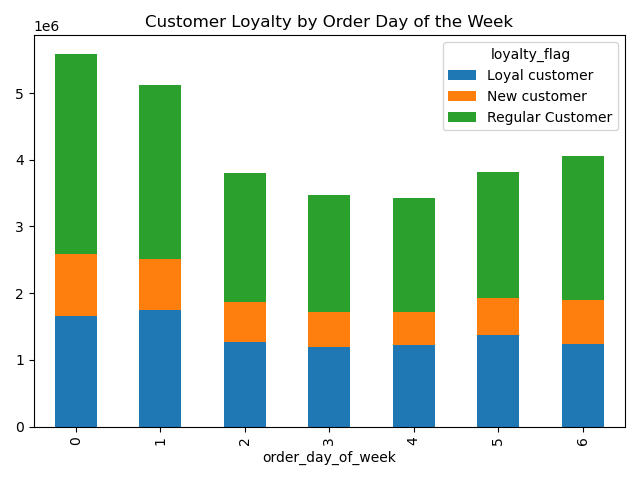 Customer Loyalty by Order Day of the Week
1e6
loyalty_flag
Loyal customer
New customer
Regular Customer
5
4
3
2
1
0
0 1 2 3 4 5 6
order_day_of_week